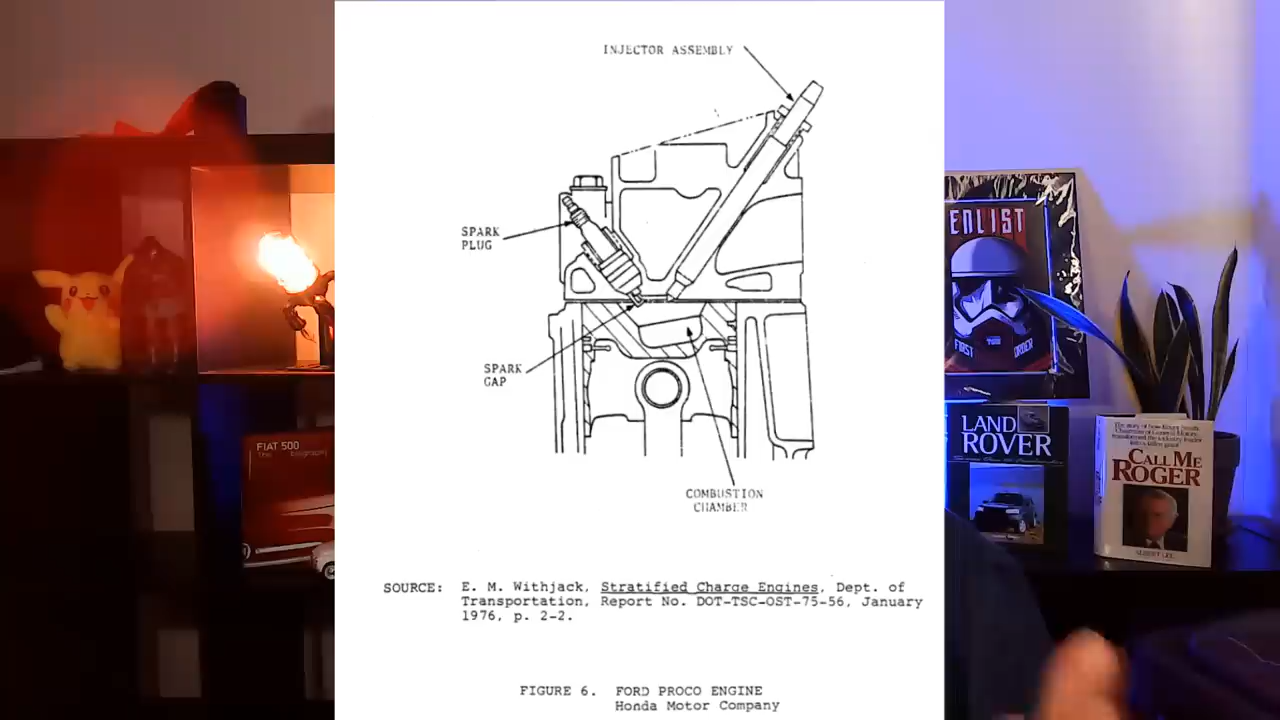 INJECTOR ASSEMBLY
SPARK
PLUG
SPARK
GAP
COMBUSTION
CHAMBER
SOURCE: E. M. Withjack, Stratified Charge Engines, Dept. of
Transportation, Report No. DOT-TSC-OST-75-56, January
1976, p. 2-2.
FIGURE 6. FORD PROCO ENGINE
Honda Motor Company
FIAT 500
ENLIST
FIRST
ORDER
LAND
ROVER
CALL ME
ROGER
ALBERT LEE